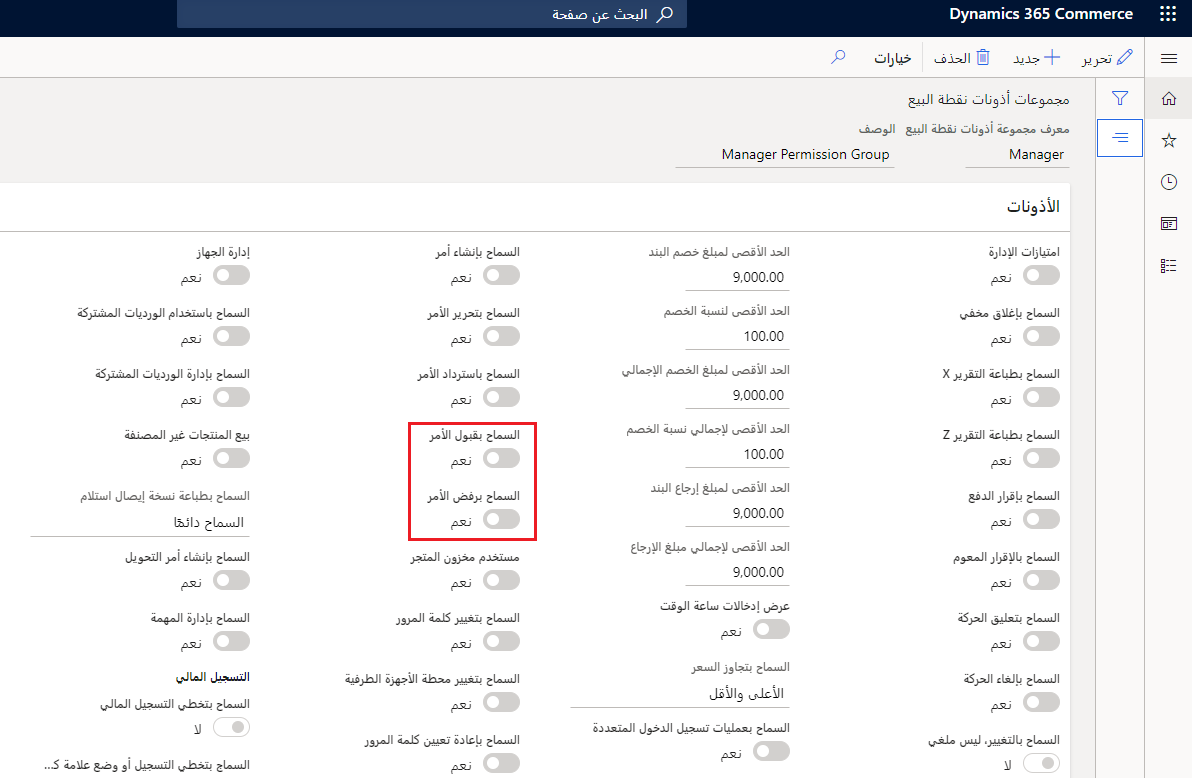 Dynamics 365 Commerce
البحث عن صفحة
تحرير
جديد
الحذف
خيارات
مجموعات أذونات نقطة البيع
معرف مجموعة أذونات نقطة البيع
الوصف
Manager
Manager Permission Group
الأذونات
امتيازات الإدارة
نعم
السماح بإغلاق مخفي
نعم
السماح بطباعة التقرير X
نعم
السماح بطباعة التقرير Z
نعم
السماح بإقرار الدفع
نعم
السماح بالإقرار المعوم
نعم
السماح بتعليق الحركة
نعم
السماح بإلغاء الحركة
نعم
السماح بالتغيير، ليس ملغي
لا
الحد الأقصى لمبلغ خصم البند
9,000.00
الحد الأقصى لنسبة الخصم
100.00
الحد الأقصى لمبلغ الخصم الإجمالي
9,000.00
الحد الأقصى لإجمالي نسبة الخصم
100.00
الحد الأقصى لمبلغ إرجاع البند
9,000.00
الحد الأقصى لإجمالي مبلغ الإرجاع
9,000.00
عرض إدخالات ساعة الوقت
نعم
السماح بتجاوز السعر
الأعلى والأقل
السماح بعمليات تسجيل الدخول المتعددة
نعم
السماح بإنشاء أمر
نعم
السماح بتحرير الأمر
نعم
السماح باسترداد الأمر
نعم
السماح بقبول الأمر
نعم
السماح برفض الأمر
نعم
مستخدم مخزون المتجر
نعم
السماح بتغيير كلمة المرور
نعم
السماح بتغيير محطة الأجهزة الطرفية
نعم
السماح بإعادة تعيين كلمة المرور
نعم
إدارة الجهاز
نعم
السماح باستخدام الورديات المشتركة
نعم
السماح بإدارة الورديات المشتركة
نعم
بيع المنتجات غير المصنفة
نعم
السماح بطباعة نسخة إيصال استلام
السماح دائمًا
السماح بإنشاء أمر التحويل
نعم
السماح بإدارة المهمة
نعم
التسجيل المالي
السماح بتخطي التسجيل المالي
لا
السماح بتخطي التسجيل أو وضع علامة ك...